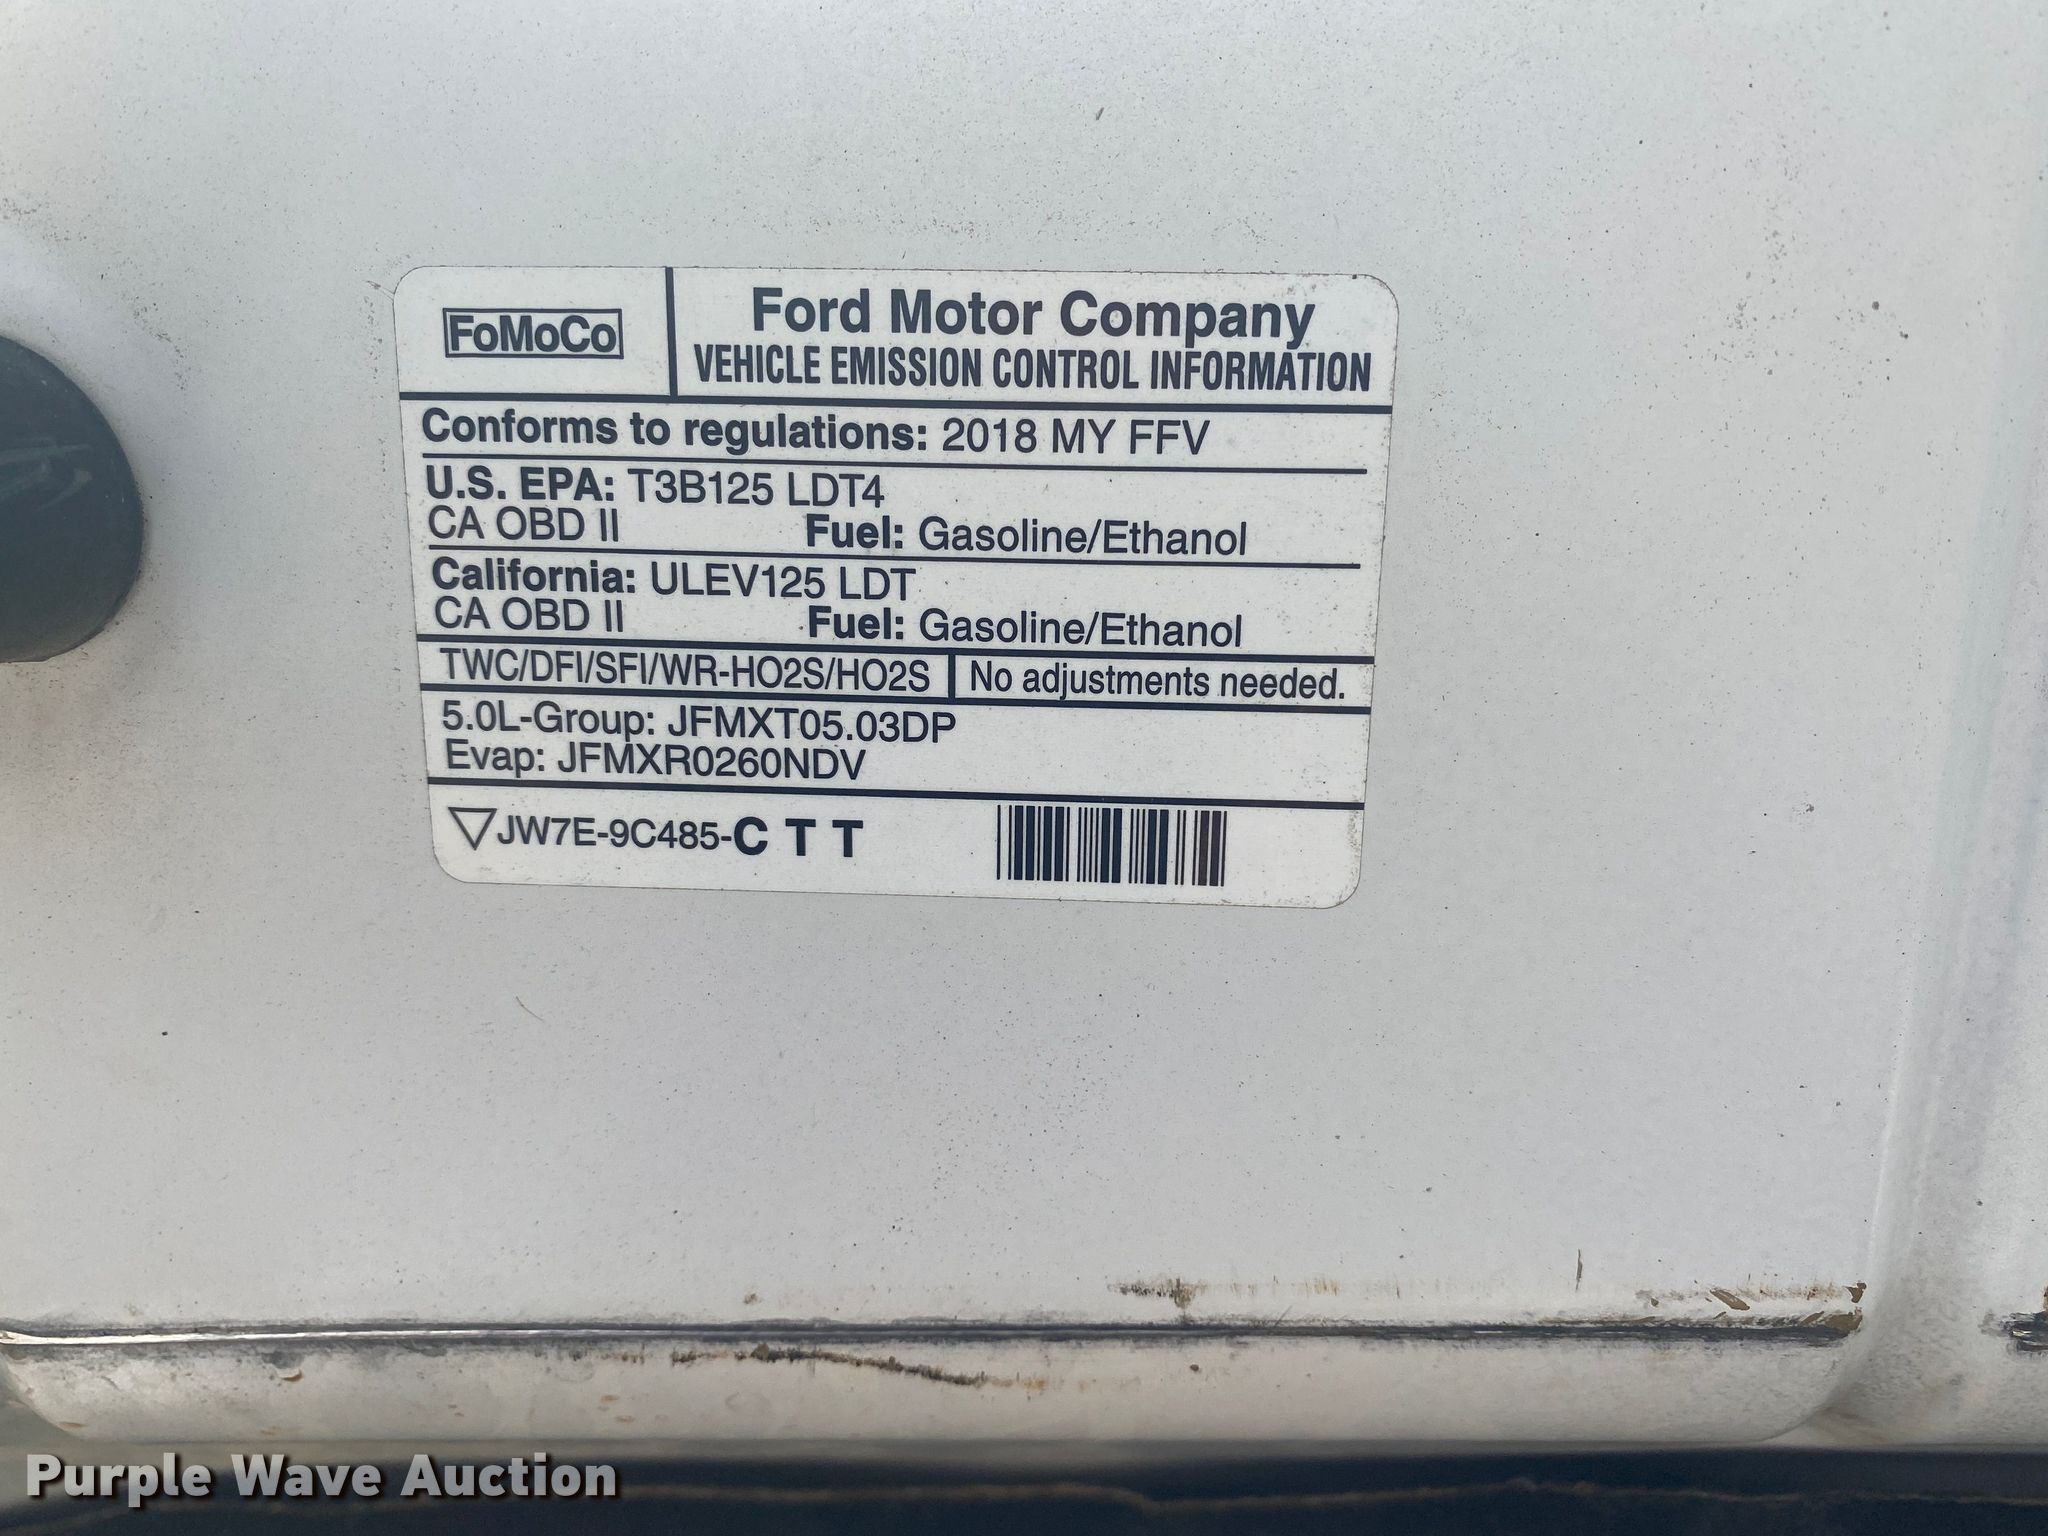 FoMoCo
Ford Motor Company
VEHICLE EMISSION CONTROL INFORMATION
Conforms to regulations: 2018 MY FFV
U.S. EPA: T3B125 LDT4
CA OBD II Fuel: Gasoline/Ethanol
California: ULEV125 LDT
CA OBD II Fuel: Gasoline/Ethanol
TWC/DFI/SFI/WR-HO2S/HO2S No adjustments needed.
5.0L-Group: JFMXT05.03DP
Evap: JFMXR0260NDV
JW7E-9C485-C T T
Purple Wave Auction